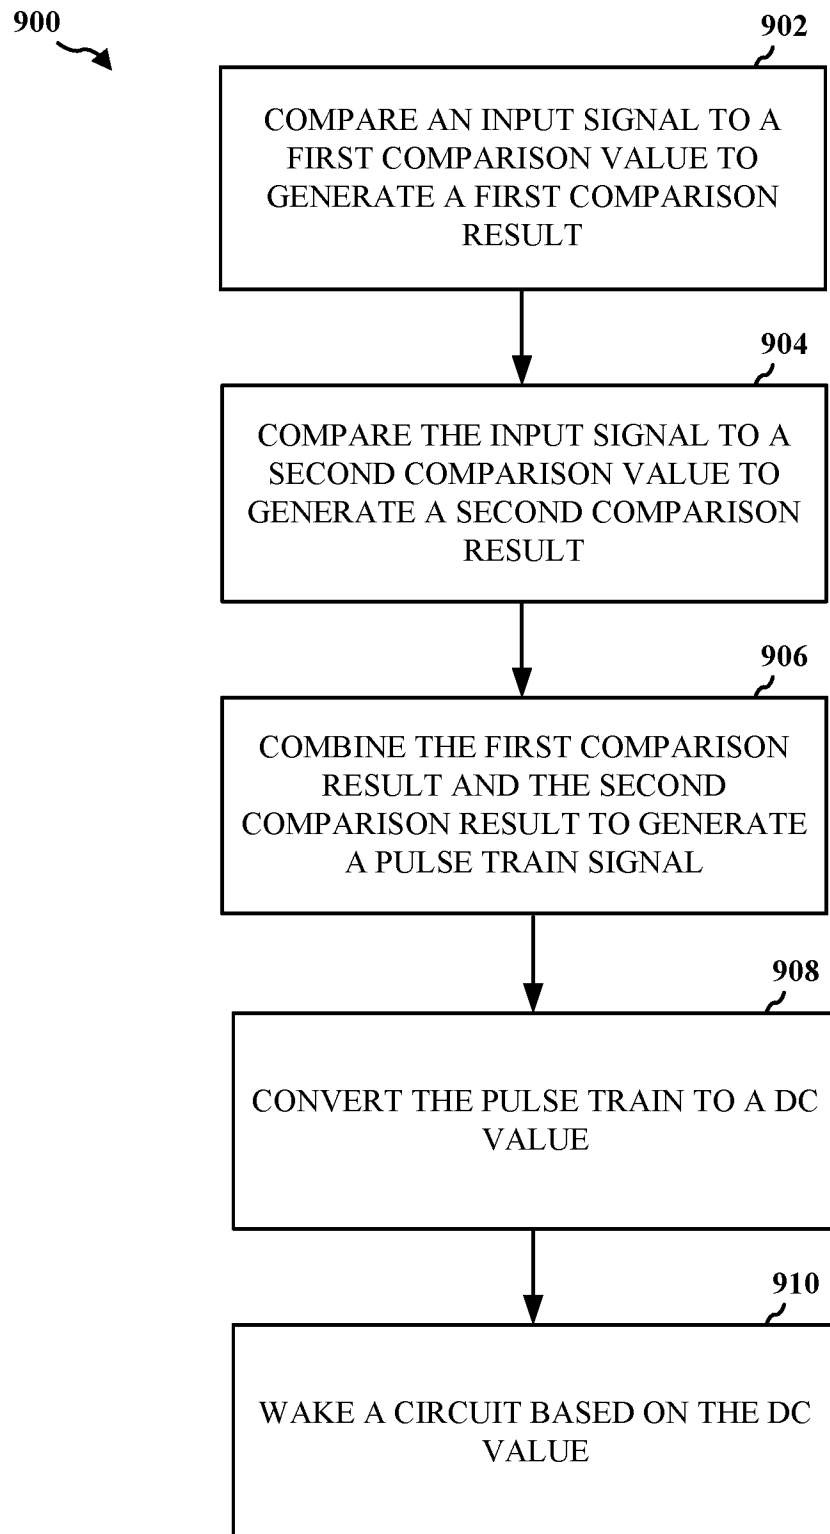 900
902
COMPARE AN INPUT SIGNAL TO A
FIRST COMPARISON VALUE TO
GENERATE A FIRST COMPARISON
RESULT
904
COMPARE THE INPUT SIGNAL TO A
SECOND COMPARISON VALUE TO
GENERATE A SECOND COMPARISON
RESULT
906
COMBINE THE FIRST COMPARISON
RESULT AND THE SECOND
COMPARISON RESULT TO GENERATE
A PULSE TRAIN SIGNAL
908
CONVERT THE PULSE TRAIN TO A DC
VALUE
910
WAKE A CIRCUIT BASED ON THE DC
VALUE